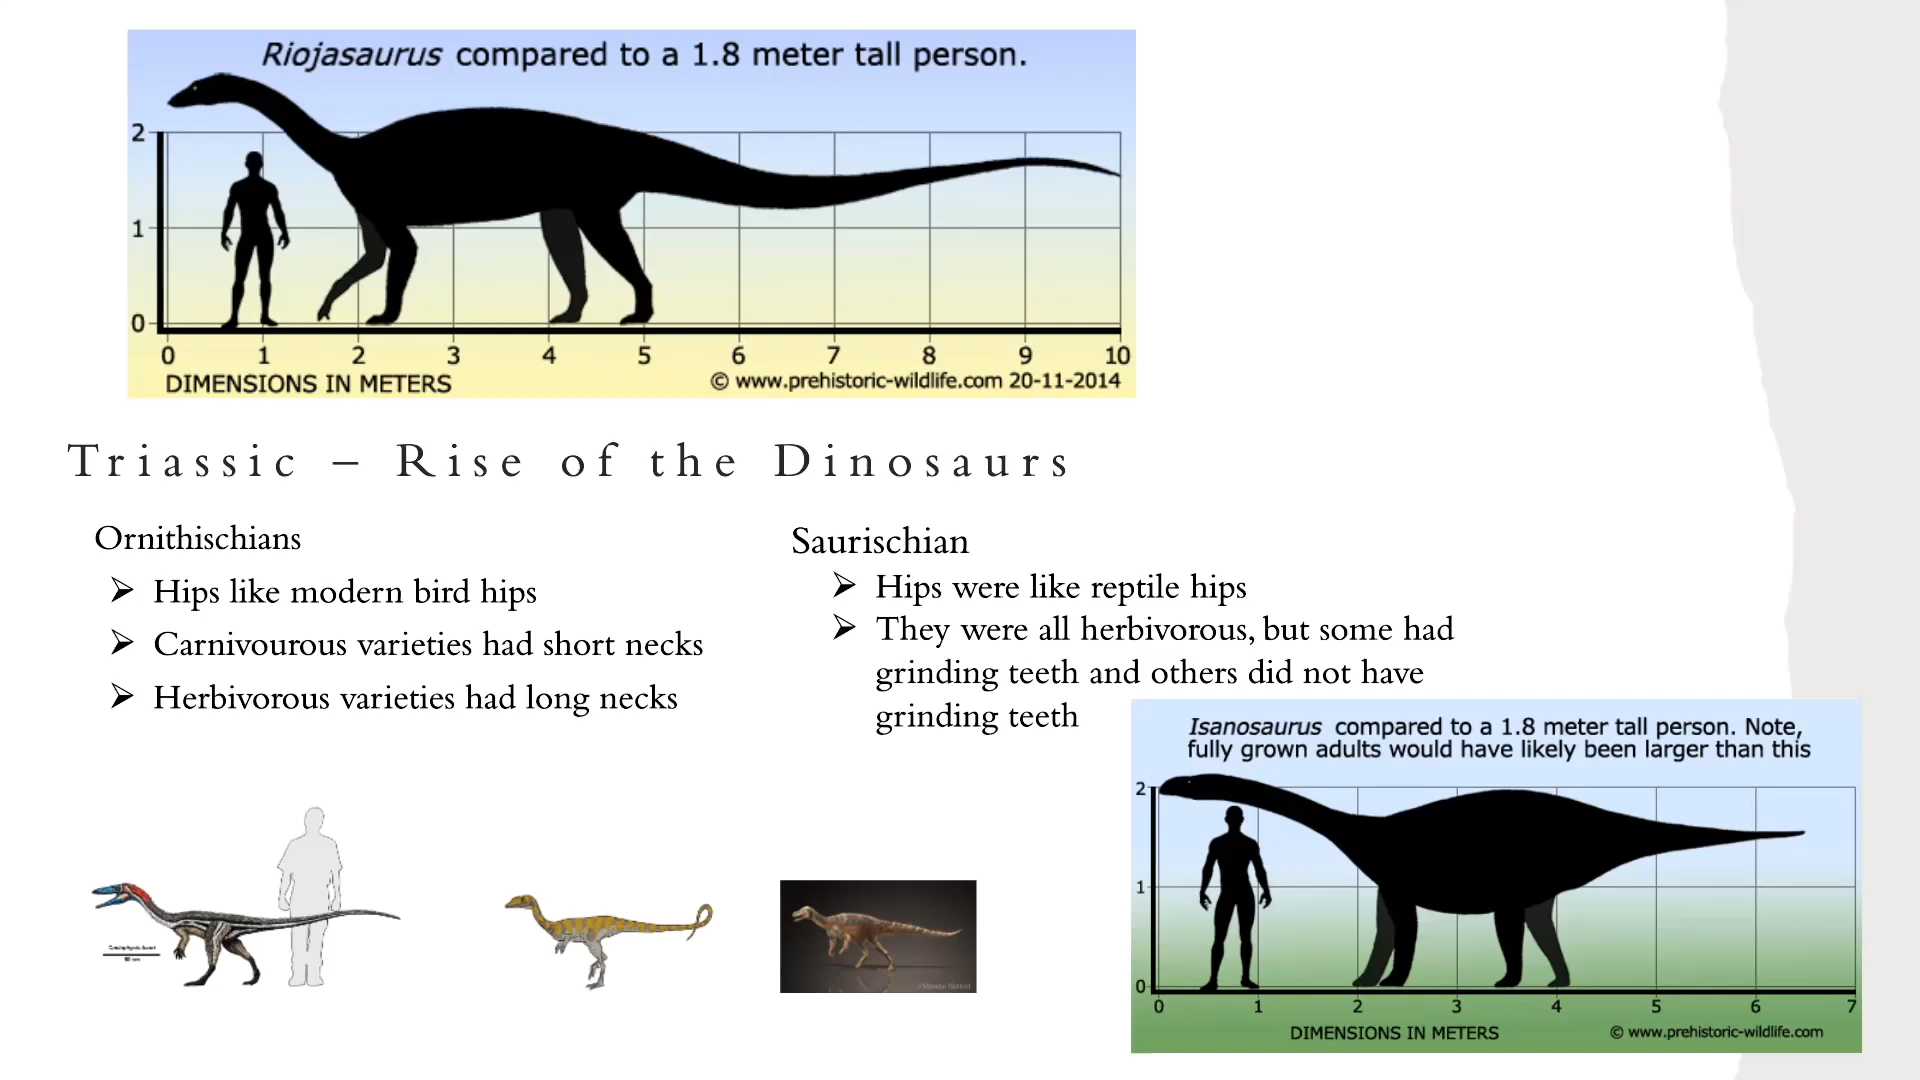 Riojasaurus compared to a 1.8 meter tall person.
2
1
0
0 1 2 3 4 5 6 7 8 9 10
DIMENSIONS IN METERS © www.prehistoric-wildlife.com 20-11-2014
Triassic – Rise of the Dinosaurs
Ornithischians
Hips like modern bird hips
Carnivourous varieties had short necks
Herbivorous varieties had long necks
Saurischian
Hips were like reptile hips
They were all herbivorous, but some had
grinding teeth and others did not have
grinding teeth
Isanosaurus compared to a 1.8 meter tall person. Note,
fully grown adults would have likely been larger than this
2
1
0
0 1 2 3 4 5 6 7
DIMENSIONS IN METERS © www.prehistoric-wildlife.com